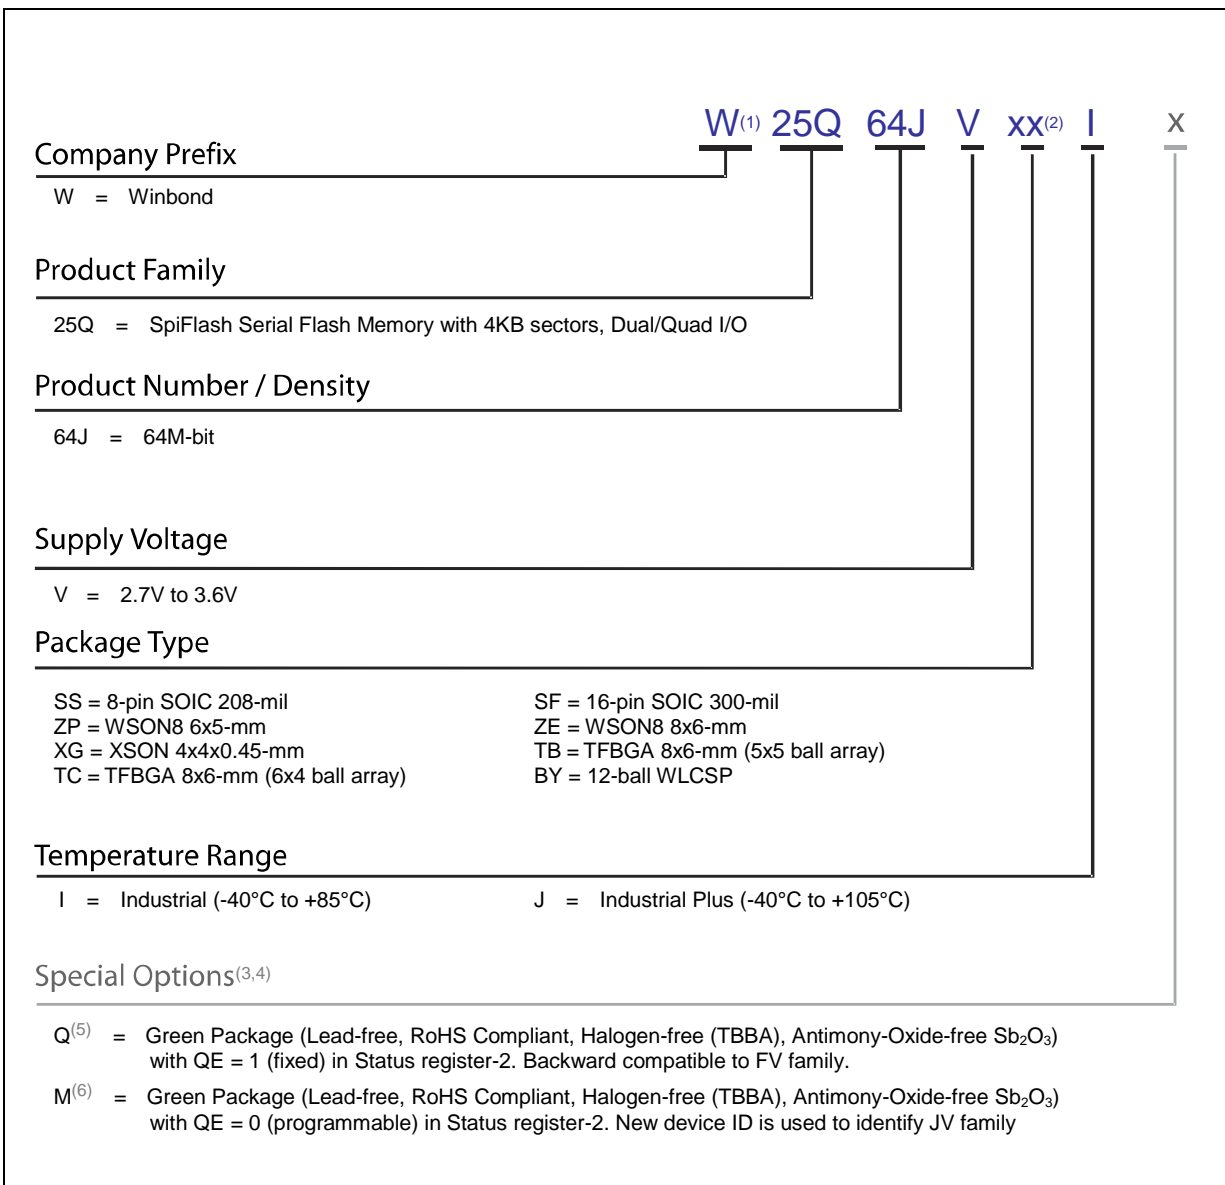 W(1) 25Q 64J V xx(2) I x
Company Prefix
W = Winbond
Product Family
25Q = SpiFlash Serial Flash Memory with 4KB sectors, Dual/Quad I/O
Product Number / Density
64J = 64M-bit
Supply Voltage
V = 2.7V to 3.6V
Package Type
SS = 8-pin SOIC 208-mil SF = 16-pin SOIC 300-mil
ZP = WSON8 6x5-mm ZE = WSON8 8x6-mm
XG = XSON 4x4x0.45-mm TB = TFBGA 8x6-mm (5x5 ball array)
TC = TFBGA 8x6-mm (6x4 ball array) BY = 12-ball WLCSP
Temperature Range
I = Industrial (-40°C to +85°C) J = Industrial Plus (-40°C to +105°C)
Special Options(3,4)
Q(5) = Green Package (Lead-free, RoHS Compliant, Halogen-free (TBBA), Antimony-Oxide-free Sb₂O₃)
with QE = 1 (fixed) in Status register-2. Backward compatible to FV family.
M(6) = Green Package (Lead-free, RoHS Compliant, Halogen-free (TBBA), Antimony-Oxide-free Sb₂O₃)
with QE = 0 (programmable) in Status register-2. New device ID is used to identify JV family